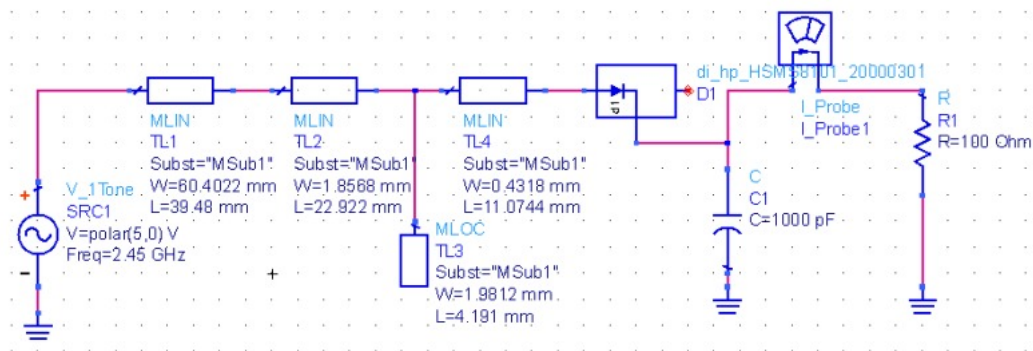 V_1Tone
SRC1
V=polar(5,0) V
Freq=2.45 GHz
+
-
MLIN
TL1
Subst="MSub1"
W=60.4022 mm
L=39.48 mm
MLIN
TL2
Subst="MSub1"
W=1.8568 mm
L=22.922 mm
MLOC
TL3
Subst="MSub1"
W=1.9812 mm
L=4.191 mm
MLIN
TL4
Subst="MSub1"
W=0.4318 mm
L=11.0744 mm
d1
di_hp_HSMS8101_20000301
D1
C
C1
C=1000 pF
I_Probe
I_Probe1
R
R1
R=100 Ohm